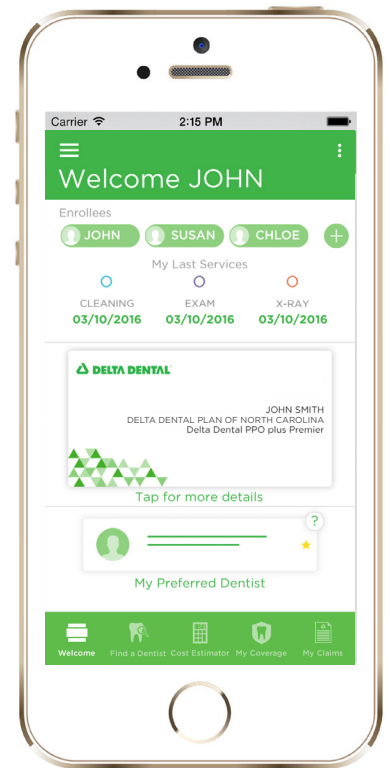 Carrier 2:15 PM
Welcome JOHN
Enrollees
JOHN SUSAN CHLOE +
My Last Services
CLEANING EXAM X-RAY
03/10/2016 03/10/2016 03/10/2016
DELTA DENTAL
JOHN SMITH
DELTA DENTAL PLAN OF NORTH CAROLINA
Delta Dental PPO plus Premier
Tap for more details
?
My Preferred Dentist
Welcome Find a Dentist Cost Estimator My Coverage My Claims